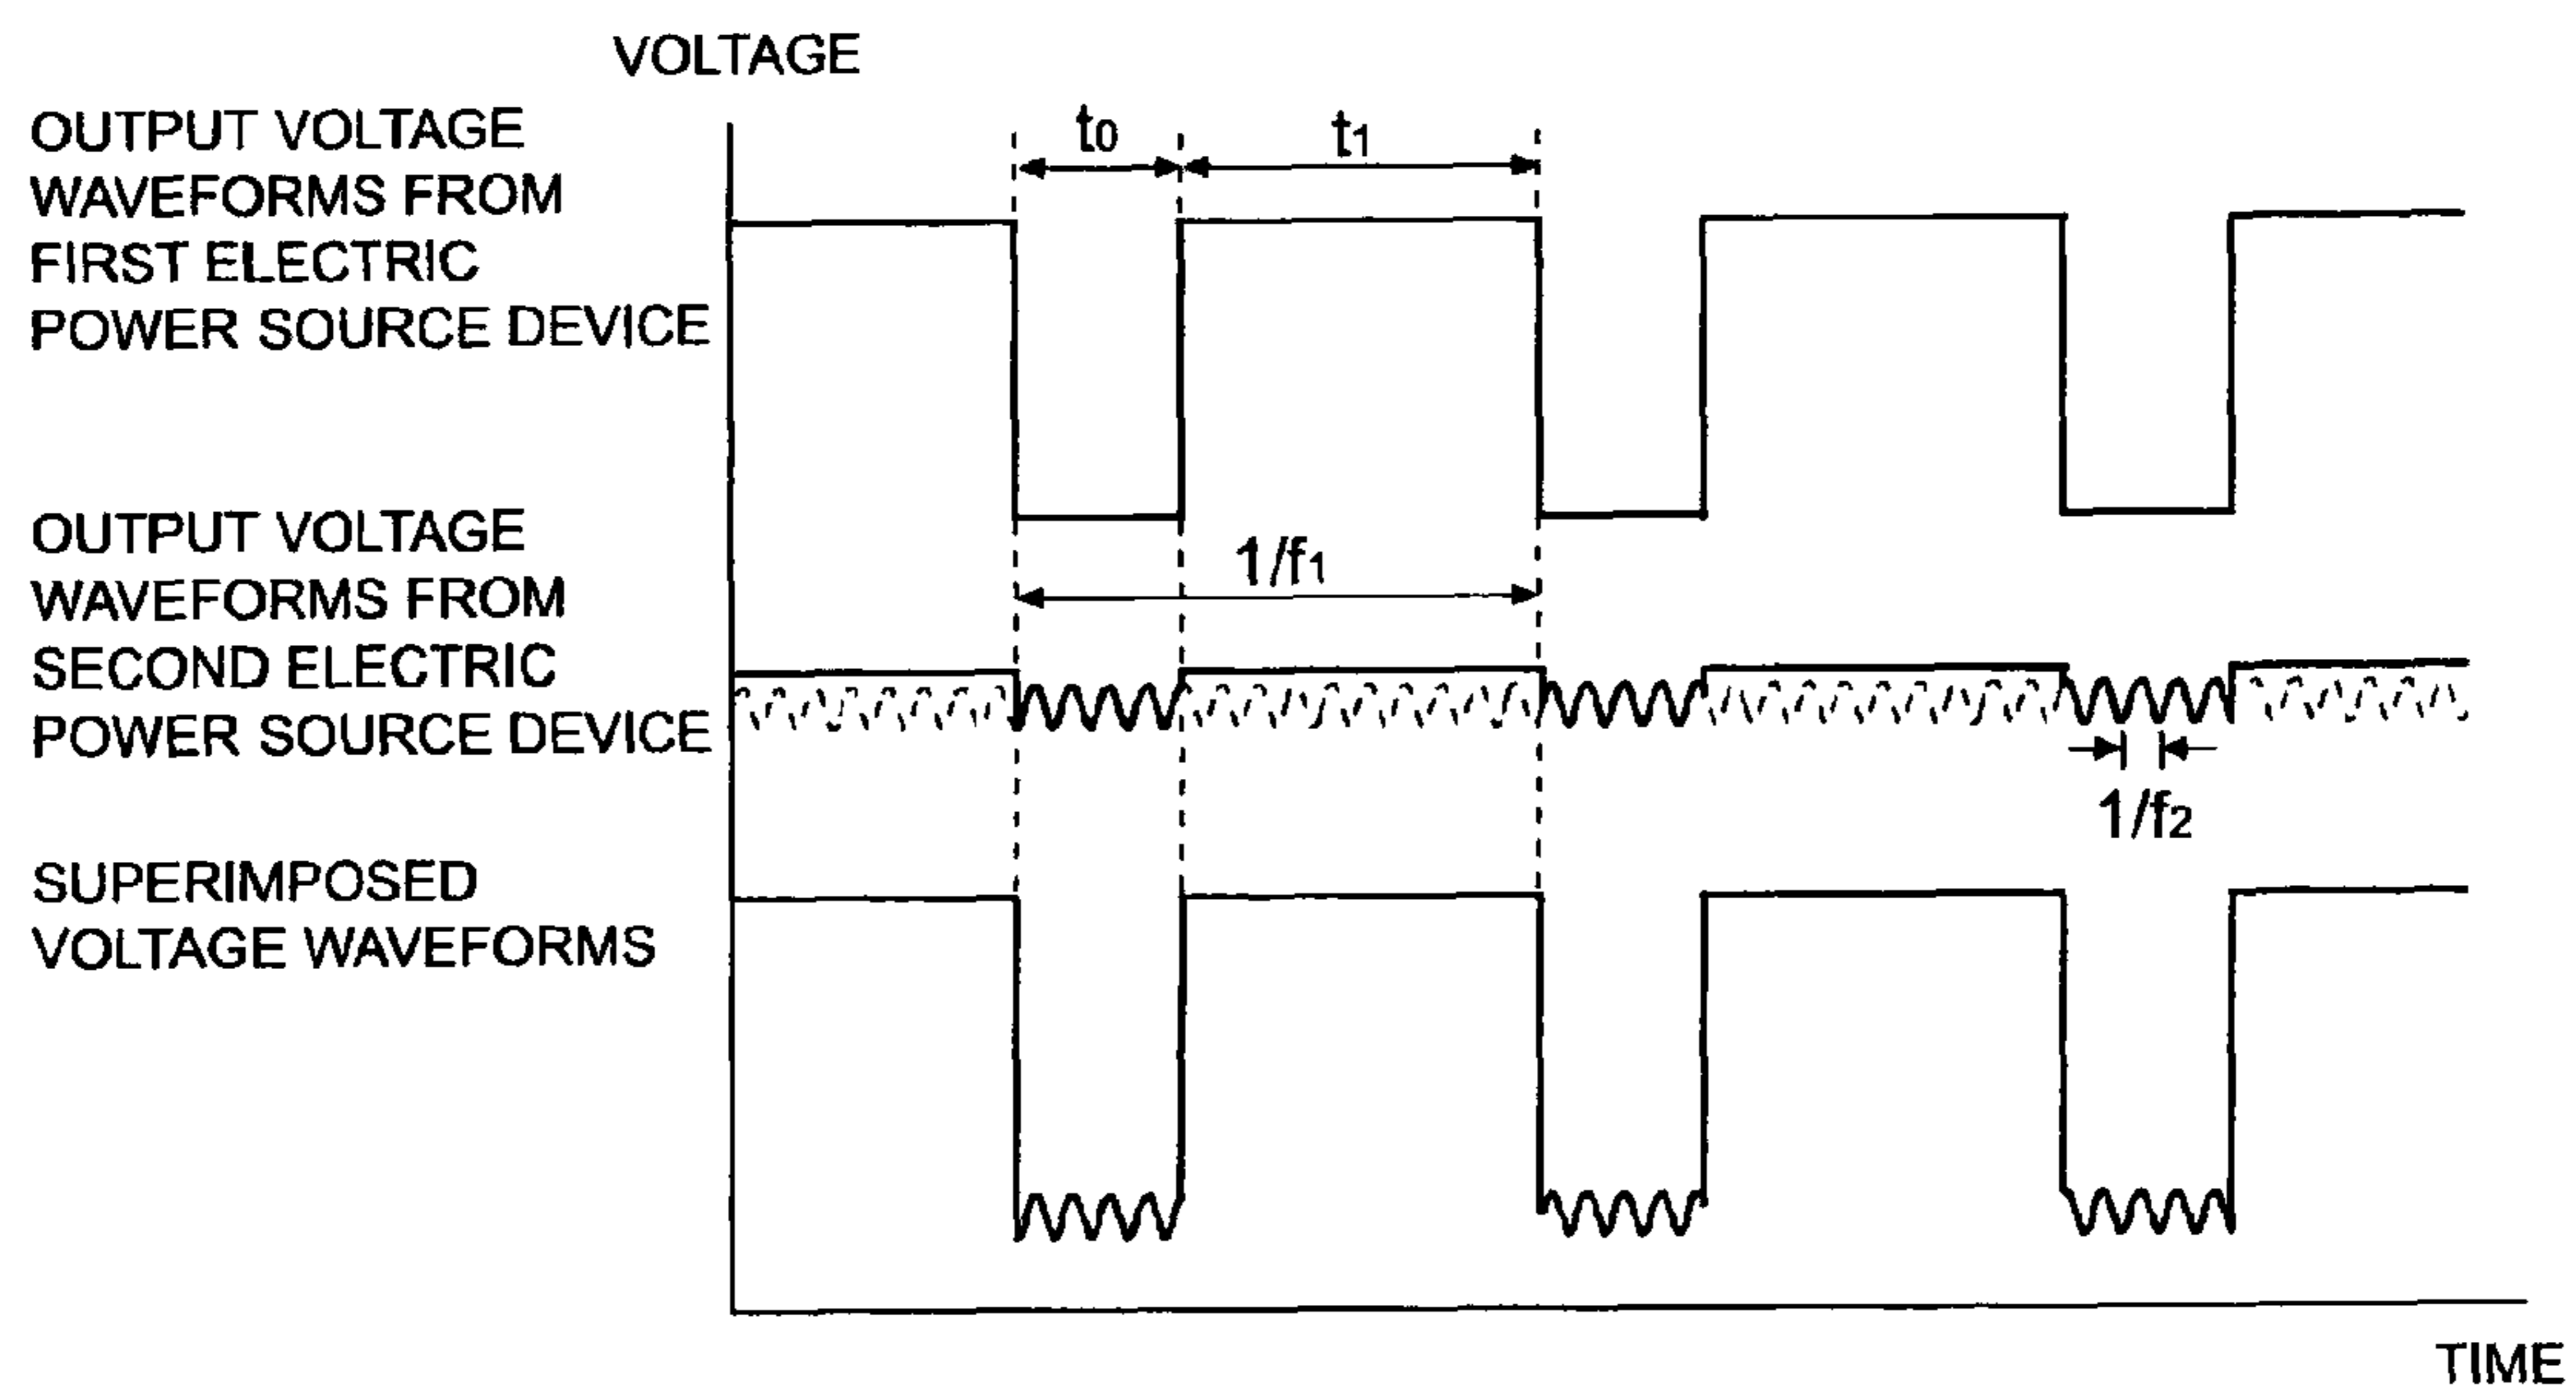 VOLTAGE
OUTPUT VOLTAGE
WAVEFORMS FROM
FIRST ELECTRIC
POWER SOURCE DEVICE
t0
t1
OUTPUT VOLTAGE
WAVEFORMS FROM
SECOND ELECTRIC
POWER SOURCE DEVICE
1/f1
1/f2
SUPERIMPOSED
VOLTAGE WAVEFORMS
TIME